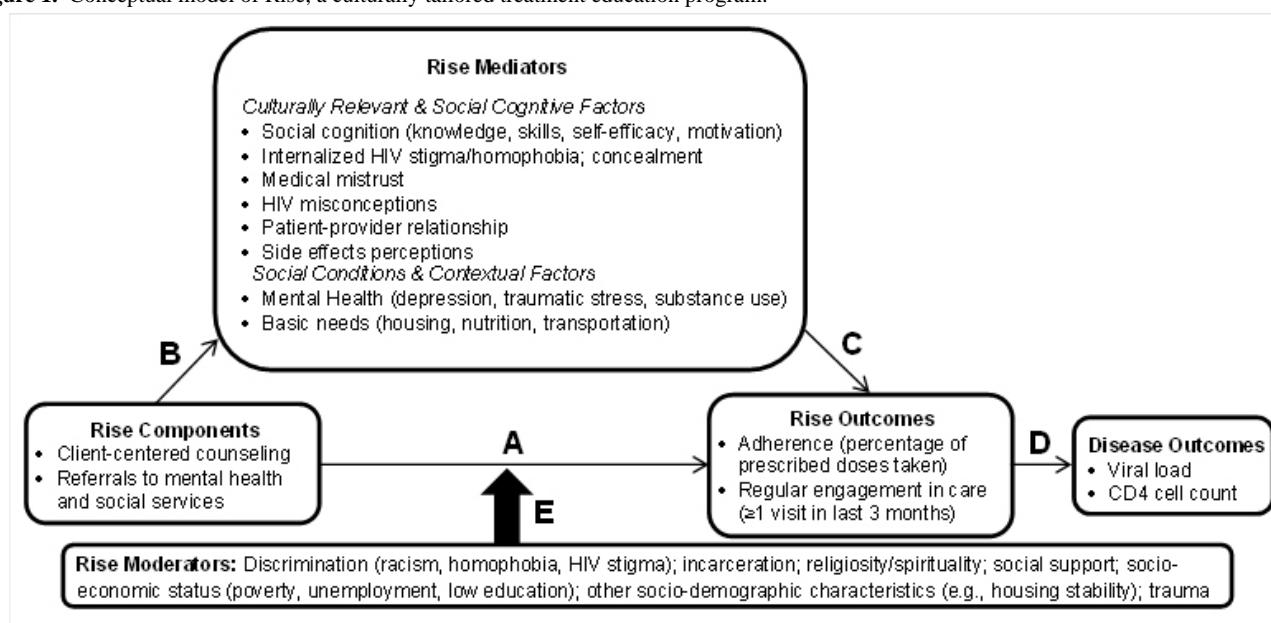 Figure 1. Conceptual model of Rise, a culturally tailored treatment education program.
Rise Mediators
Culturally Relevant & Social Cognitive Factors
• Social cognition (knowledge, skills, self-efficacy, motivation)
• Internalized HIV stigma/homophobia; concealment
• Medical mistrust
• HIV misconceptions
• Patient-provider relationship
• Side effects perceptions
Social Conditions & Contextual Factors
• Mental Health (depression, traumatic stress, substance use)
• Basic needs (housing, nutrition, transportation)
B
C
Rise Components
• Client-centered counseling
• Referrals to mental health
and social services
A
E
Rise Outcomes
• Adherence (percentage of
prescribed doses taken)
• Regular engagement in care
(≥1 visit in last 3 months)
D
Disease Outcomes
• Viral load
• CD4 cell count
Rise Moderators: Discrimination (racism, homophobia, HIV stigma); incarceration; religiosity/spirituality; social support; socio-
economic status (poverty, unemployment, low education); other socio-demographic characteristics (e.g., housing stability); trauma